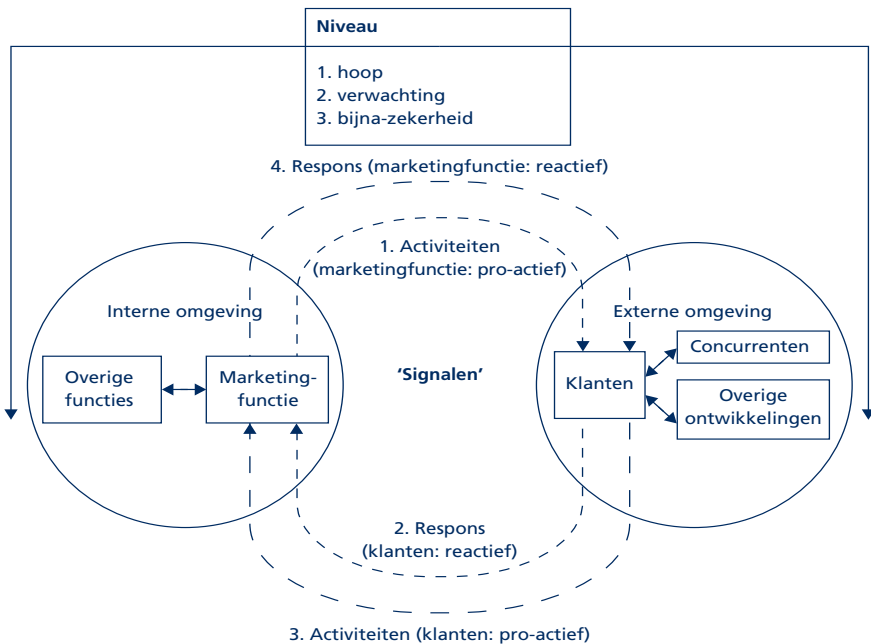 Niveau
1. hoop
2. verwachting
3. bijna-zekerheid
4. Respons (marketingfunctie: reactief)
1. Activiteiten
(marketingfunctie: pro-actief)
Interne omgeving
Overige
functies
Marketing-
functie
'Signalen'
Externe omgeving
Klanten
Concurrenten
Overige
ontwikkelingen
2. Respons
(klanten: reactief)
3. Activiteiten (klanten: pro-actief)